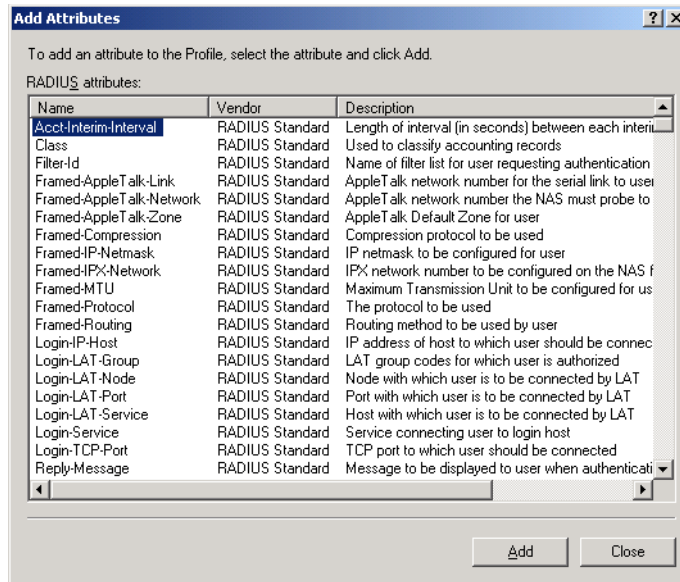 Add Attributes
To add an attribute to the Profile, select the attribute and click Add.
RADIUS attributes:
Name Vendor Description
Acct-Interim-Interval RADIUS Standard Length of interval (in seconds) between each
Class RADIUS Standard Used to classify accounting records
Filter-Id RADIUS Standard Name of filter list for user requesting authentication
Framed-AppleTalk-Link RADIUS Standard AppleTalk network number for the serial link to
Framed-AppleTalk-Network RADIUS Standard AppleTalk network number the NAS must probe to
Framed-AppleTalk-Zone RADIUS Standard AppleTalk Default Zone for user
Framed-Compression RADIUS Standard Compression protocol to be used
Framed-IP-Netmask RADIUS Standard IP netmask to be configured for user
Framed-IPX-Network RADIUS Standard IPX network number to be configured on the NAS f
Framed-MTU RADIUS Standard Maximum Transmission Unit to be configured for us
Framed-Protocol RADIUS Standard The protocol to be used
Framed-Routing RADIUS Standard Routing method to be used by user
Login-IP-Host RADIUS Standard IP address of host to which user should be connec
Login-LAT-Group RADIUS Standard LAT group codes for which user is authorized
Login-LAT-Node RADIUS Standard Node with which user is to be connected by LAT
Login-LAT-Port RADIUS Standard Port with which user is to be connected by LAT
Login-LAT-Service RADIUS Standard Host with which user is to be connected by LAT
Login-Service RADIUS Standard Service connecting user to login host
Login-TCP-Port RADIUS Standard TCP port to which user should be connected
Reply-Message RADIUS Standard Message to be displayed to user when authenticati
Add Close